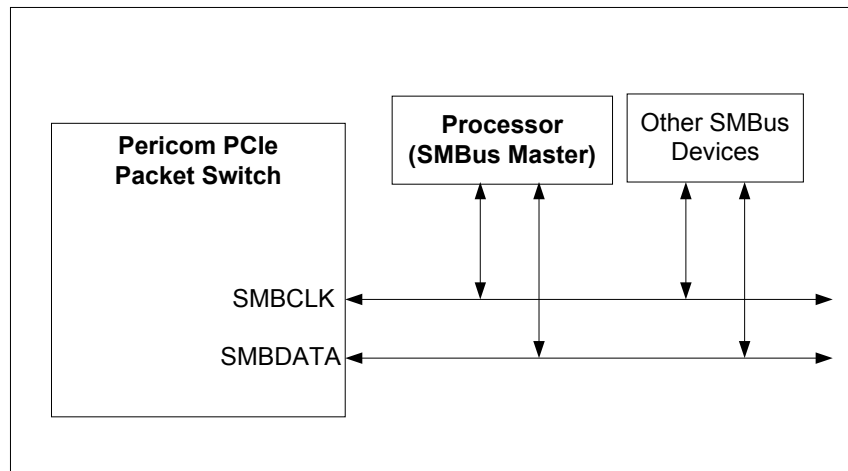 Pericom PCIe
Packet Switch
Processor
(SMBus Master)
Other SMBus
Devices
SMBCLK
SMBDATA